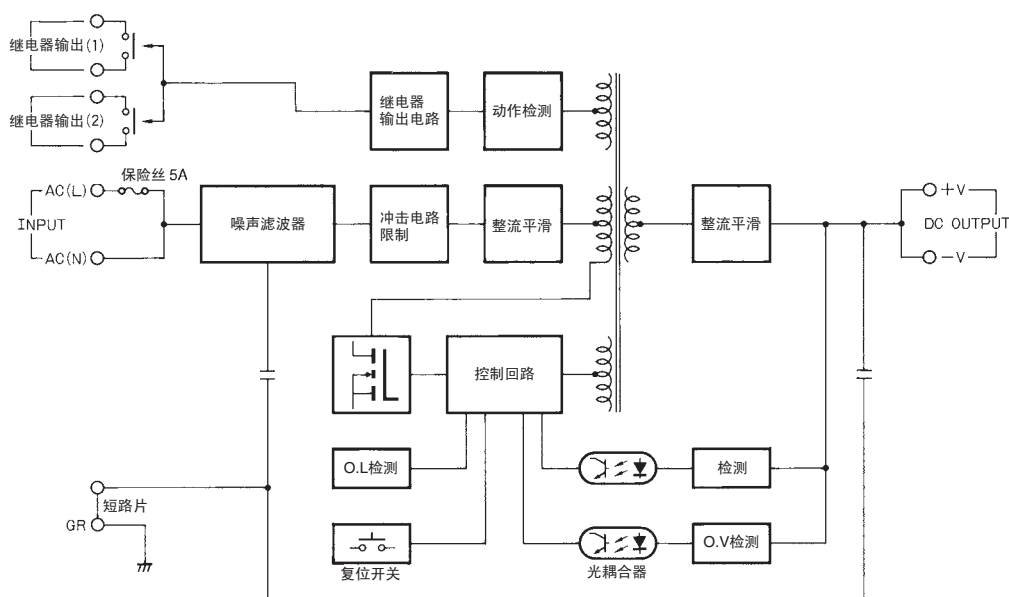 继电器输出(1)
继电器输出(2)
继电器
输出电路
动作检测
保险丝 5A
AC(L)
INPUT
AC(N)
噪声滤波器
冲击电路
限制
整流平滑
整流平滑
+V
DC OUTPUT
-V
控制回路
O.L检测
检测
短路片
GR
复位开关
光耦合器
O.V检测